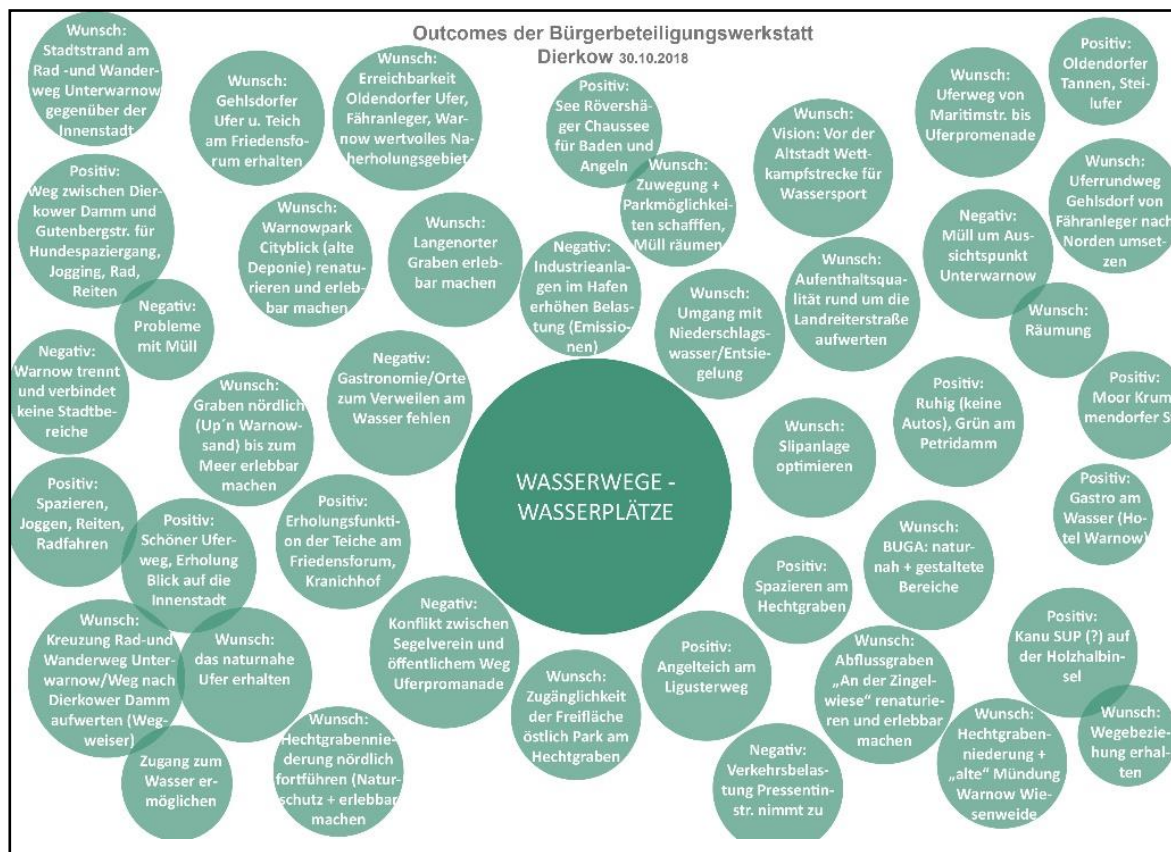 Outcomes der Bürgerbeteiligungswerkstatt
Dierkow 30.10.2018
Wunsch:
Stadtstrand am
Rad -und Wander-
weg Unterwarnow
gegenüber der
Innenstadt
Wunsch:
Gehlsdorfer
Ufer u. Teich
am Friedensfo-
rum erhalten
Wunsch:
Erreichbarkeit
Oldendorfer Ufer,
Fähranleger, War-
now wertvolles Na-
herholungsgebiet
Positiv:
See Rövershä-
ger Chaussee
für Baden und
Angeln
Wunsch:
Zuwegung +
Parkmöglichkei-
ten schafffen,
Müll räumen
Wunsch:
Vision: Vor der
Altstadt Wett-
kampfstrecke für
Wassersport
Wunsch:
Uferweg von
Maritimstr. bis
Uferpromenade
Positiv:
Oldendorfer
Tannen, Stei-
lufer
Positiv:
Weg zwischen Dier-
kower Damm und
Gutenbergstr. für
Hundespaziergang,
Jogging, Rad,
Reiten
Negativ:
Probleme
mit Müll
Wunsch:
Warnowpark
Cityblick (alte
Deponie) renatu-
rieren und erleb-
bar machen
Wunsch:
Langenorter
Graben erleb-
bar machen
Negativ:
Industrieanla-
gen im Hafen
erhöhen Belas-
tung (Emissio-
nen)
Wunsch:
Umgang mit
Niederschlags-
wasser/Entsie-
gelung
Wunsch:
Aufenthaltsqua-
lität rund um die
Landreiterstraße
aufwerten
Negativ:
Müll um Aus-
sichtspunkt
Unterwarnow
Wunsch:
Räumung
Wunsch:
Uferrundweg
Gehlsdorf von
Fähranleger nach
Norden umset-
zen
Negativ:
Warnow trennt
und verbindet
keine Stadtbe-
reiche
Wunsch:
Graben nördlich
(Up´n Warnow-
sand) bis zum
Meer erlebbar
machen
Negativ:
Gastronomie/Orte
zum Verweilen am
Wasser fehlen
WASSERWEGE -
WASSERPLÄTZE
Wunsch:
Slipanlage
optimieren
Positiv:
Ruhig (keine
Autos), Grün am
Petridamm
Positiv:
Moor Krum
mendorfer S
Positiv:
Spazieren,
Joggen, Reiten,
Radfahren
Positiv:
Schöner Ufer-
weg, Erholung
Blick auf die
Innenstadt
Positiv:
Erholungsfunkti-
on der Teiche am
Friedensforum,
Kranichhof
Positiv:
Gastro am
Wasser (Ho-
tel Warnow)
Wunsch:
BUGA: natur-
nah + gestaltete
Bereiche
Positiv:
Spazieren am
Hechtgraben
Wunsch:
Kreuzung Rad-und
Wanderweg Unter-
warnow/Weg nach
Dierkower Damm
aufwerten (Weg-
weiser)
Wunsch:
das naturnahe
Ufer erhalten
Zugang zum
Wasser er-
möglichen
Wunsch:
Hechtgrabennie-
derung nördlich
fortführen (Natur-
schutz + erlebbar
machen
Negativ:
Konflikt zwischen
Segelverein und
öffentlichem Weg
Uferpromanade
Wunsch:
Zugänglichkeit
der Freifläche
östlich Park am
Hechtgraben
Positiv:
Angelteich am
Ligusterweg
Negativ:
Verkehrsbelas-
tung Pressentin-
str. nimmt zu
Wunsch:
Abflussgraben
„An der Zingel-
wiese“ renaturie-
ren und erlebbar
machen
Positiv:
Kanu SUP (?) auf
der Holzhalbin-
sel
Wunsch:
Hechtgraben-
niederung +
„alte“ Mündung
Warnow Wie-
senweide
Wunsch:
Wegebezie-
hung erhal-
ten